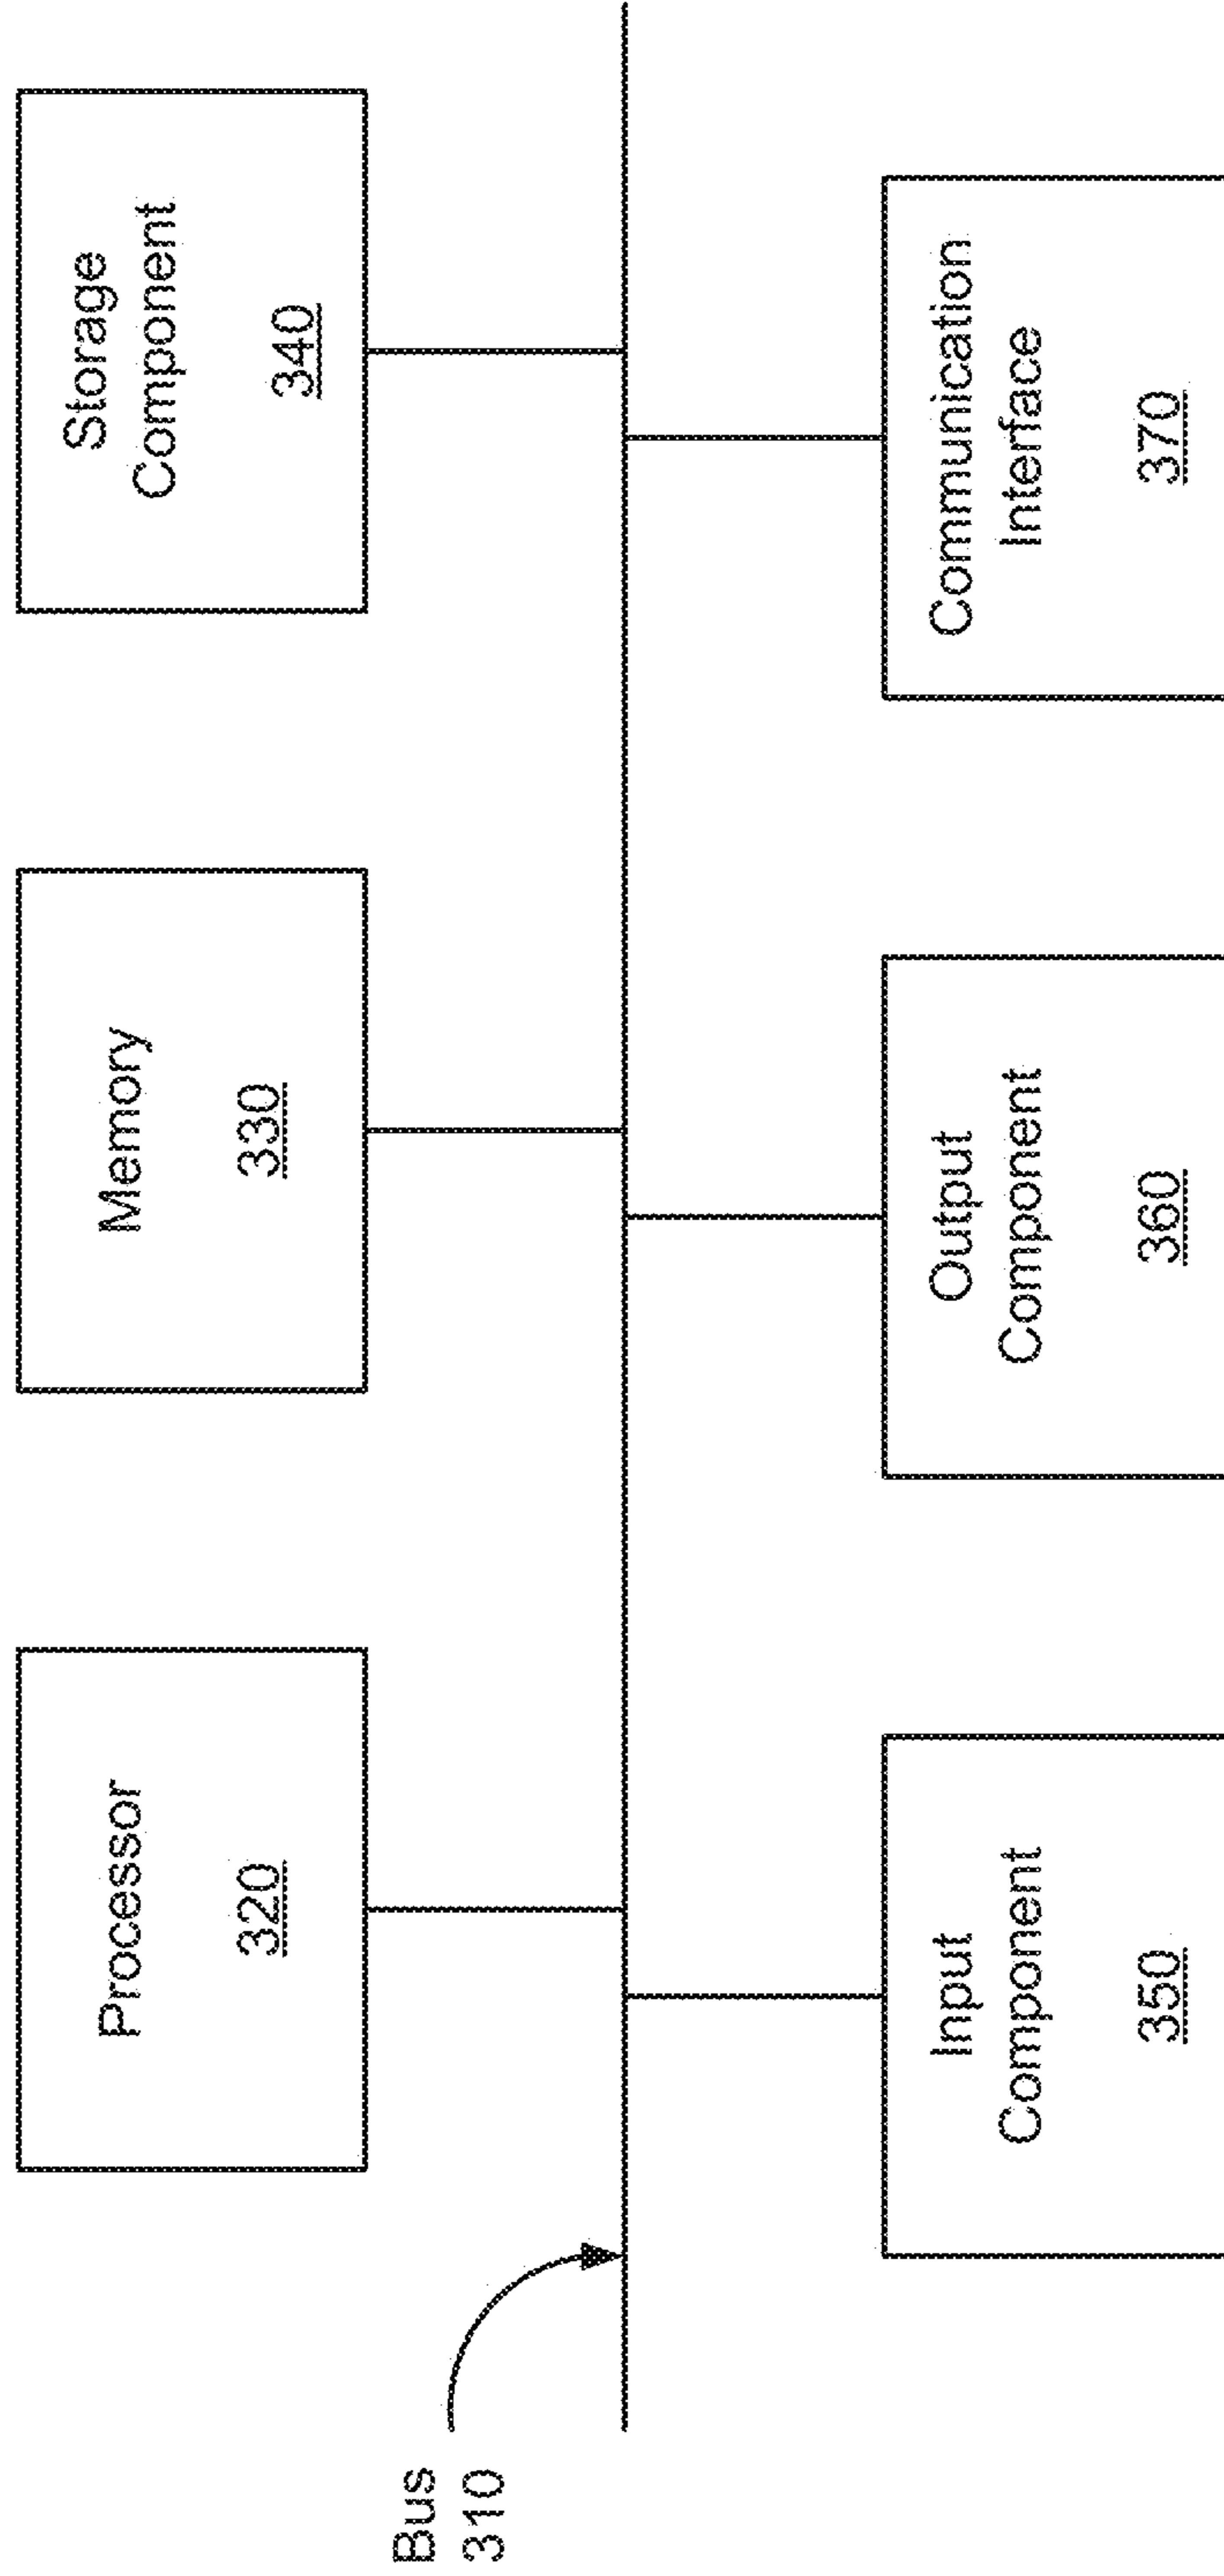 Processor
320
Memory
330
Storage
Component
340
Bus
310
Input
Component
350
Output
Component
360
Communication
Interface
370